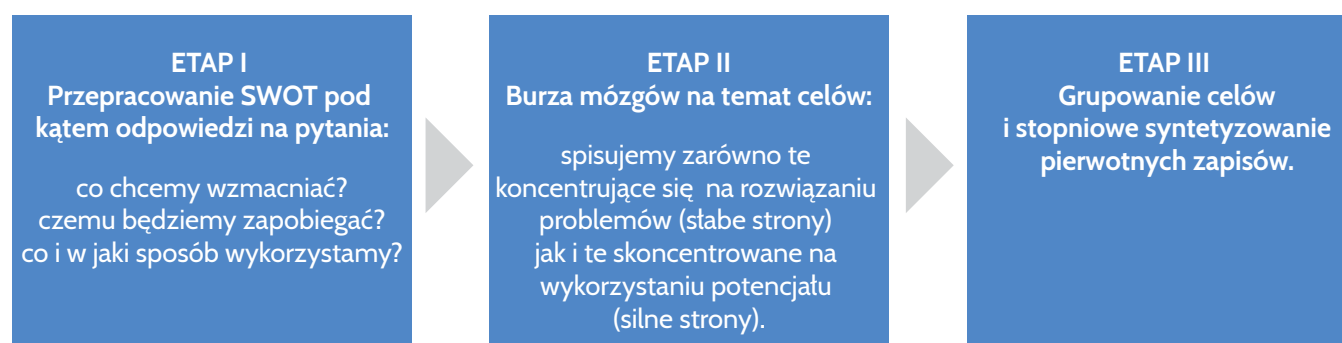 ETAP I
Przepracowanie SWOT pod
kątem odpowiedzi na pytania:
co chcemy wzmacniać?
czemu będziemy zapobiegać?
co i w jaki sposób wykorzystamy?
ETAP II
Burza mózgów na temat celów:
spisujemy zarówno te
koncentrujące się na rozwiązaniu
problemów (słabe strony)
jak i te skoncentrowane na
wykorzystaniu potencjału
(silne strony).
ETAP III
Grupowanie celów
i stopniowe syntetyzowanie
pierwotnych zapisów.